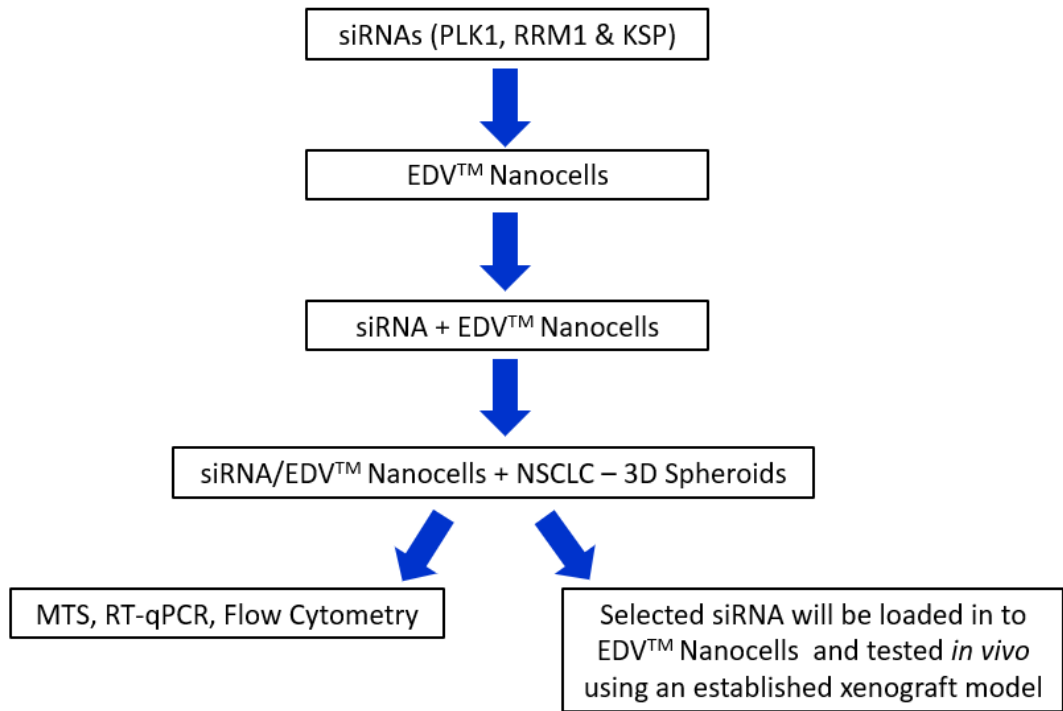 siRNAs (PLK1, RRM1 & KSP)
EDV™ Nanocells
siRNA + EDV™ Nanocells
siRNA/EDV™ Nanocells + NSCLC – 3D Spheroids
MTS, RT-qPCR, Flow Cytometry
Selected siRNA will be loaded in to
EDV™ Nanocells and tested in vivo
using an established xenograft model